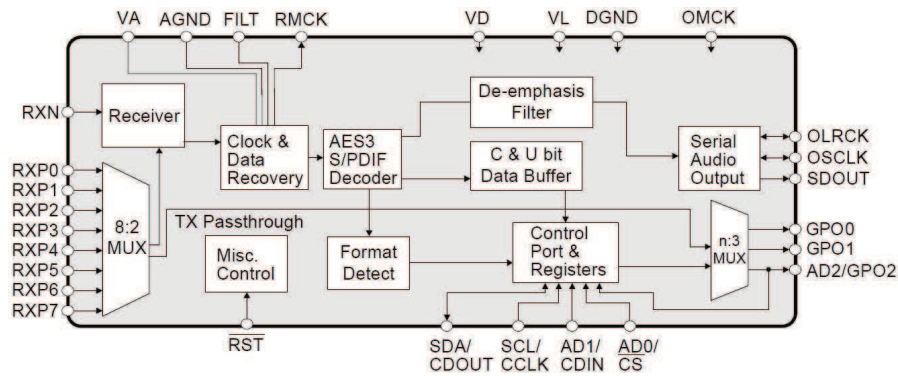 VA AGND FILT RMCK VD VL DGND OMCK
RXN
Receiver
Clock &
Data
Recovery
AES3
S/PDIF
Decoder
De-emphasis
Filter
C & U bit
Data Buffer
Serial
Audio
Output
OLRCK
OSCLK
SDOUT
RXP0
RXP1
RXP2
RXP3
RXP4
RXP5
RXP6
RXP7
8:2
MUX
TX Passthrough
Misc.
Control
Format
Detect
Control
Port &
Registers
n:3
MUX
GPO0
GPO1
AD2/GPO2
RST
SDA/
CDOUT
SCL/
CCLK
AD1/
CDIN
AD0/
CS